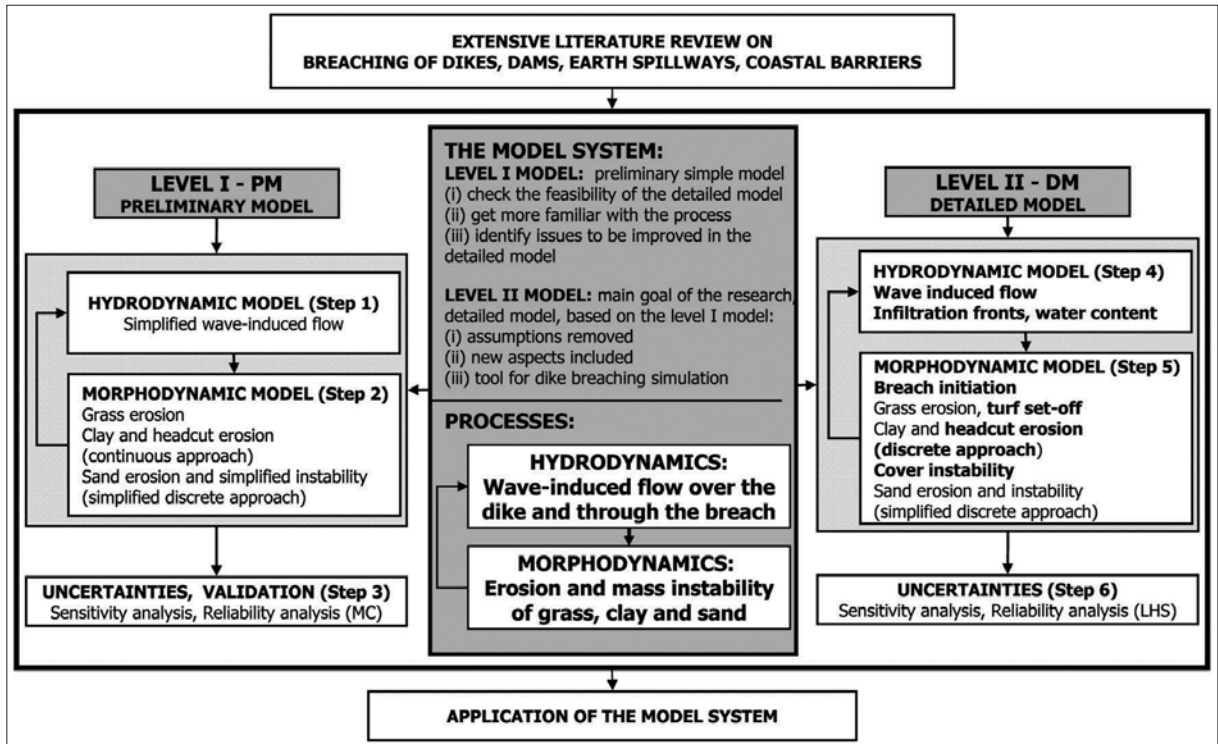 EXTENSIVE LITERATURE REVIEW ON
BREACHING OF DIKES, DAMS, EARTH SPILLWAYS, COASTAL BARRIERS
LEVEL I - PM
PRELIMINARY MODEL
HYDRODYNAMIC MODEL (Step 1)
Simplified wave-induced flow
MORPHODYNAMIC MODEL (Step 2)
Grass erosion
Clay and headcut erosion
(continuous approach)
Sand erosion and simplified instability
(simplified discrete approach)
UNCERTAINTIES, VALIDATION (Step 3)
Sensitivity analysis, Reliability analysis (MC)
THE MODEL SYSTEM:
LEVEL I MODEL: preliminary simple model
(i) check the feasibility of the detailed model
(ii) get more familiar with the process
(iii) identify issues to be improved in the
detailed model
LEVEL II MODEL: main goal of the research,
detailed model, based on the level I model:
(i) assumptions removed
(ii) new aspects included
(iii) tool for dike breaching simulation
PROCESSES:
HYDRODYNAMICS:
Wave-induced flow over the
dike and through the breach
MORPHODYNAMICS:
Erosion and mass instability
of grass, clay and sand
LEVEL II - DM
DETAILED MODEL
HYDRODYNAMIC MODEL (Step 4)
Wave induced flow
Infiltration fronts, water content
MORPHODYNAMIC MODEL (Step 5)
Breach initiation
Grass erosion, turf set-off
Clay and headcut erosion
(discrete approach)
Cover instability
Sand erosion and instability
(simplified discrete approach)
UNCERTAINTIES (Step 6)
Sensitivity analysis, Reliability analysis (LHS)
APPLICATION OF THE MODEL SYSTEM